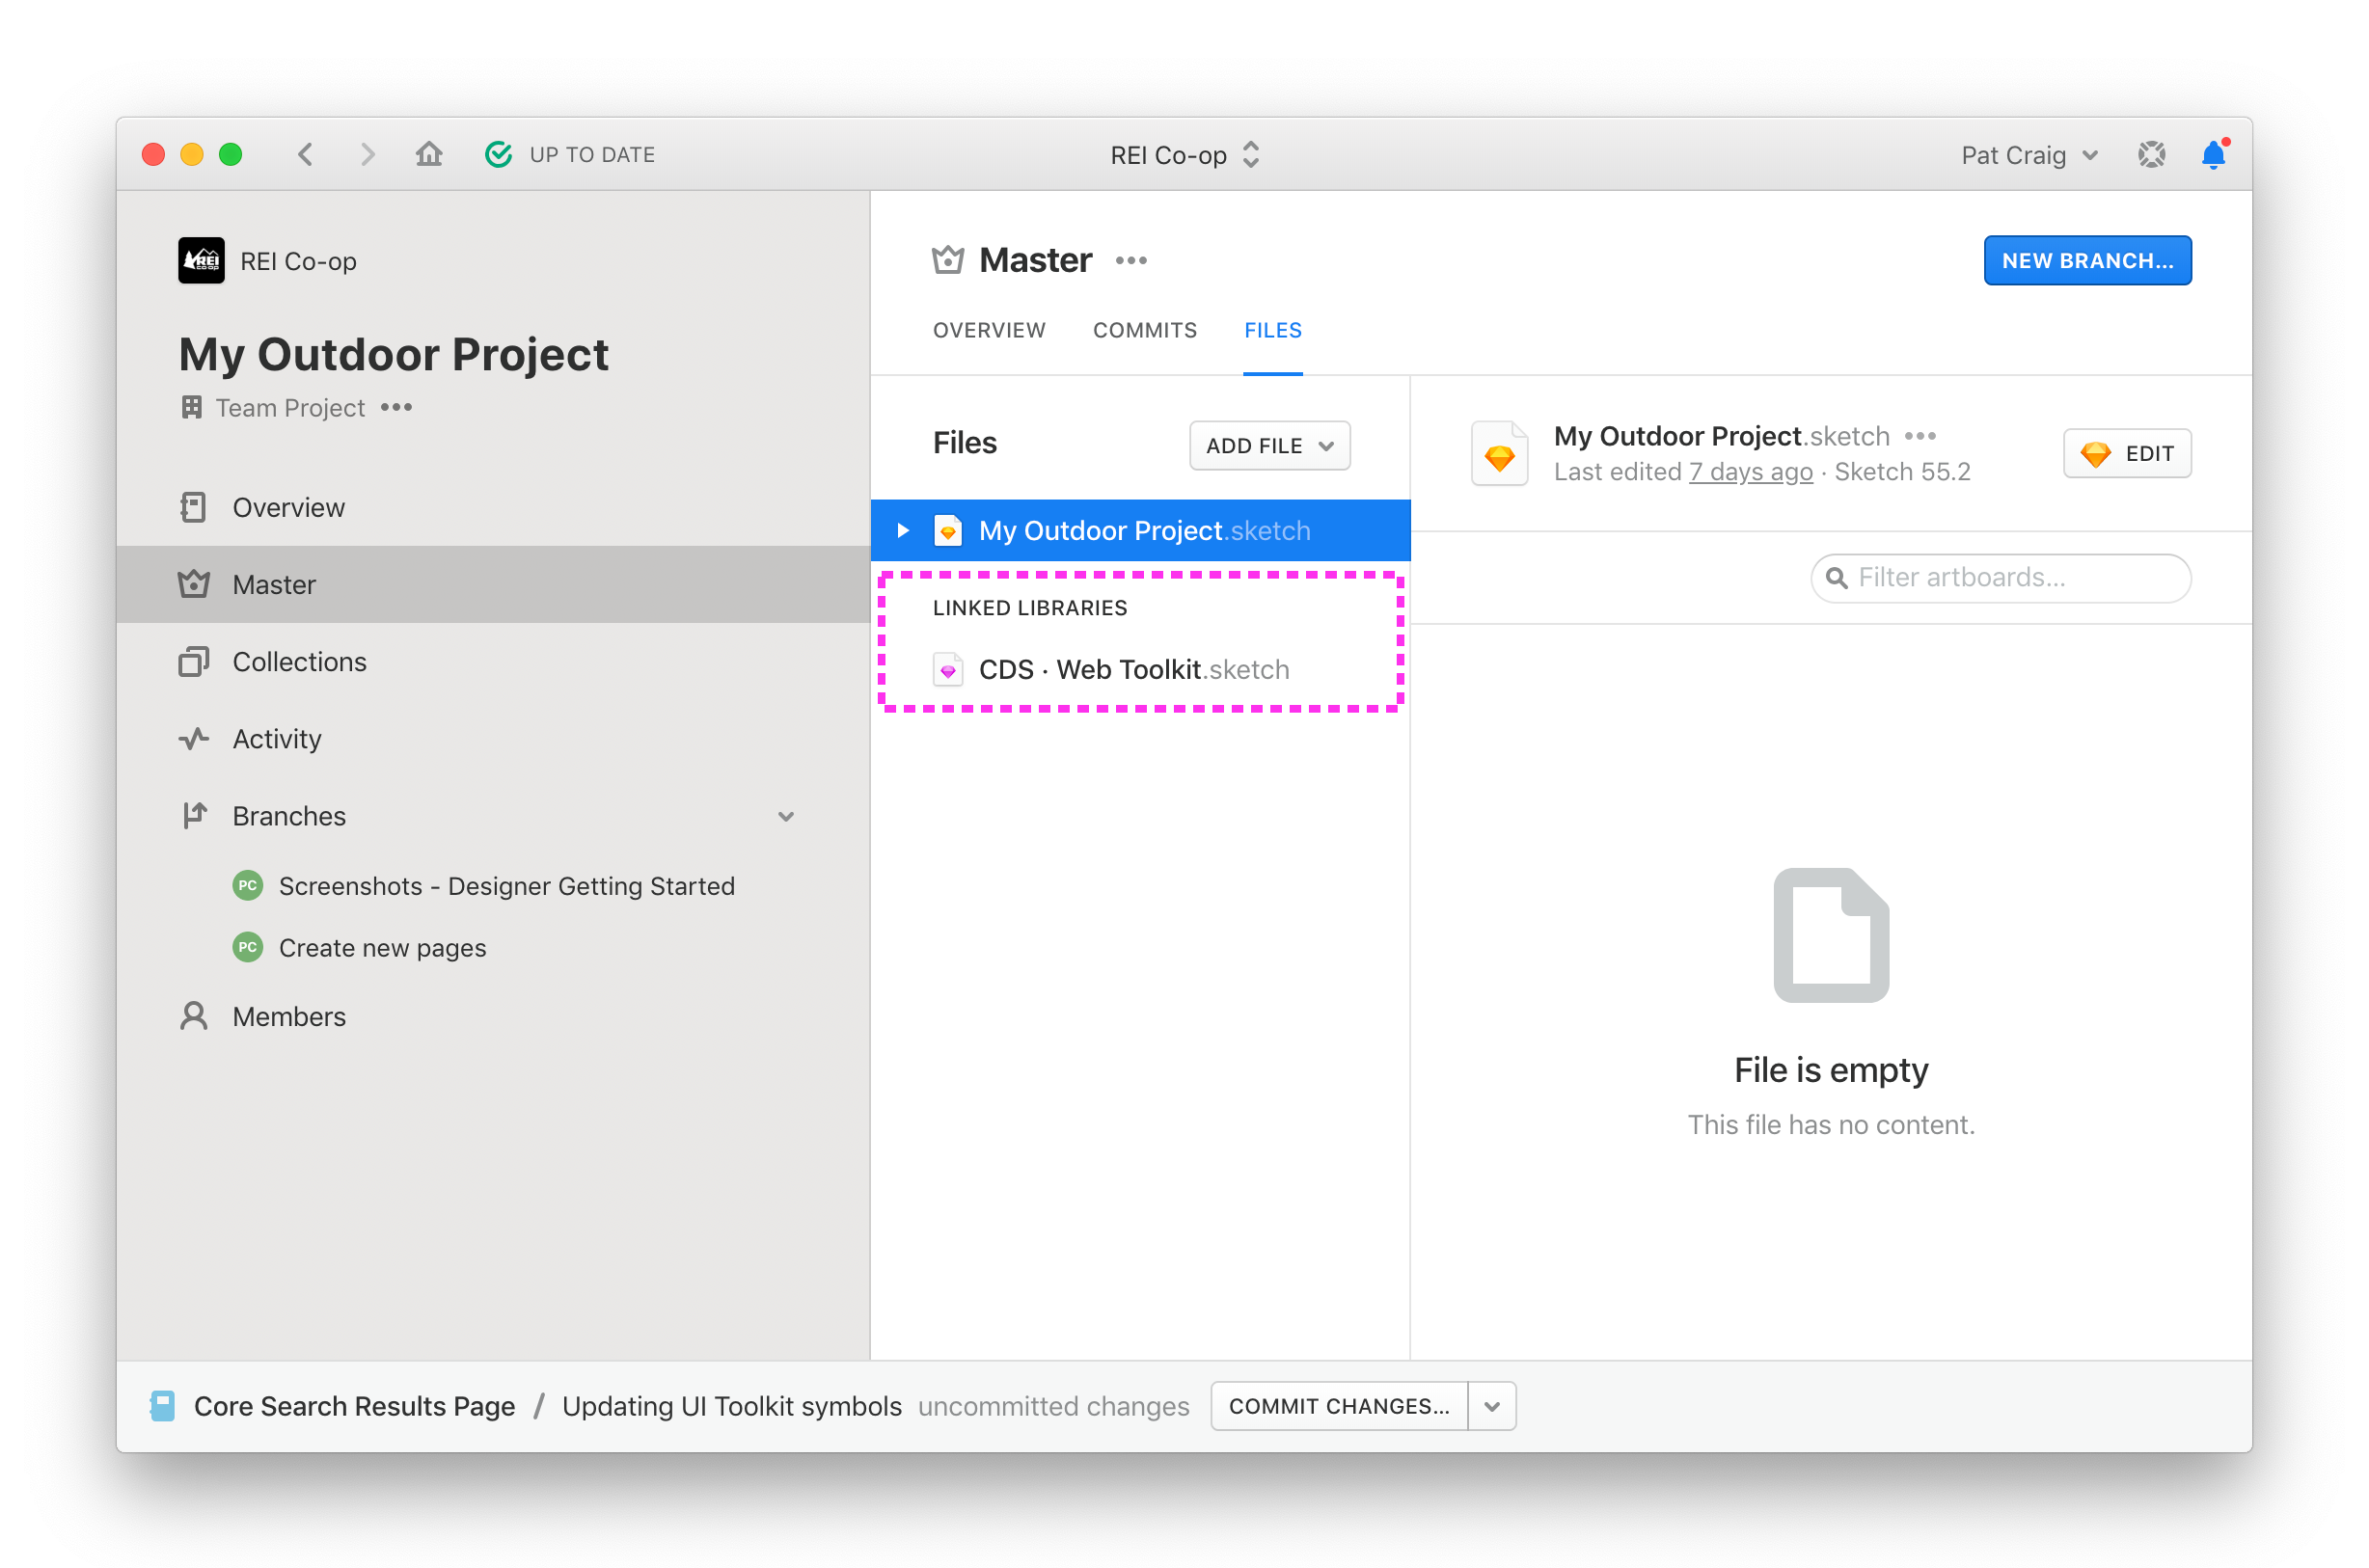 UP TO DATE
REI Co-op
Pat Craig
REI CO·OP
REI Co-op
My Outdoor Project
Team Project
Overview
Master
Collections
Activity
Branches
PC Screenshots - Designer Getting Started
PC Create new pages
Members
Master
NEW BRANCH...
OVERVIEW COMMITS FILES
Files
ADD FILE
My Outdoor Project.sketch
LINKED LIBRARIES
CDS · Web Toolkit.sketch
My Outdoor Project.sketch
Last edited 7 days ago · Sketch 55.2
EDIT
Filter artboards...
File is empty
This file has no content.
Core Search Results Page / Updating UI Toolkit symbols uncommitted changes
COMMIT CHANGES...